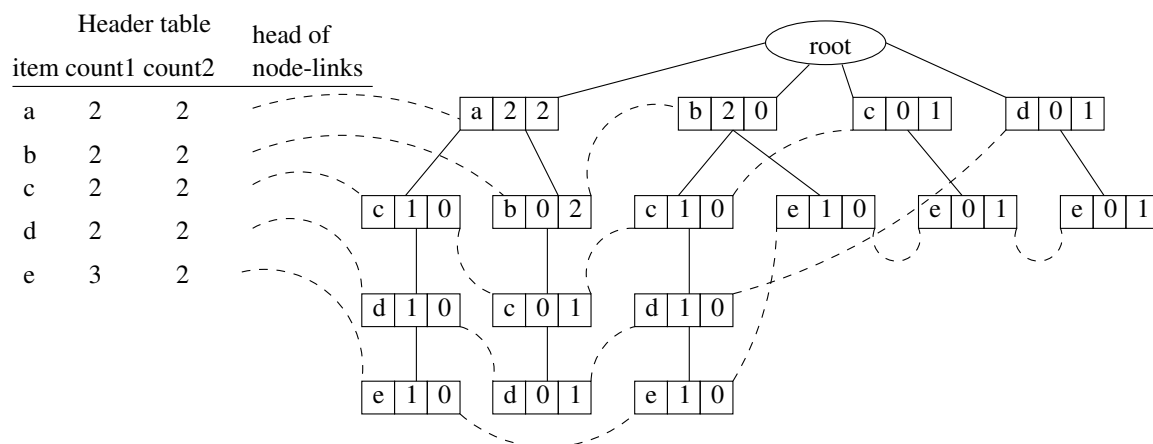 Header table
head of
node-links
item count1 count2
a 2 2
b 2 2
c 2 2
d 2 2
e 3 2
root
a 2 2
b 2 0
c 0 1
d 0 1
c 1 0
b 0 2
c 1 0
e 1 0
e 0 1
e 0 1
d 1 0
c 0 1
d 1 0
e 1 0
d 0 1
e 1 0